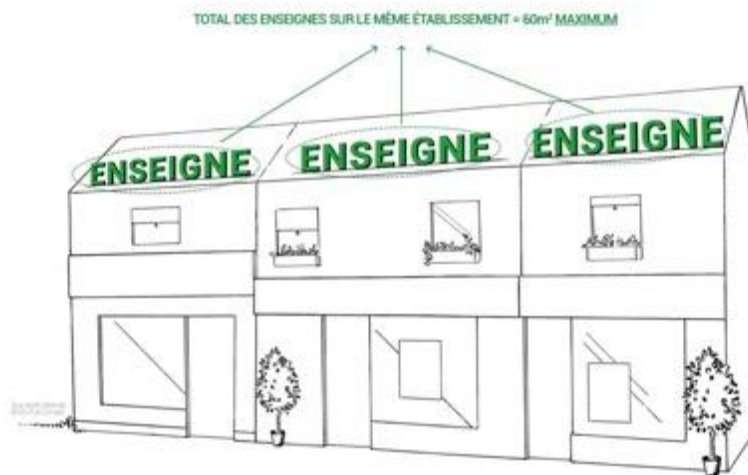 TOTAL DES ENSEIGNES SUR LE MÊME ÉTABLISSEMENT = 60m² MAXIMUM
ENSEIGNE ENSEIGNE ENSEIGNE